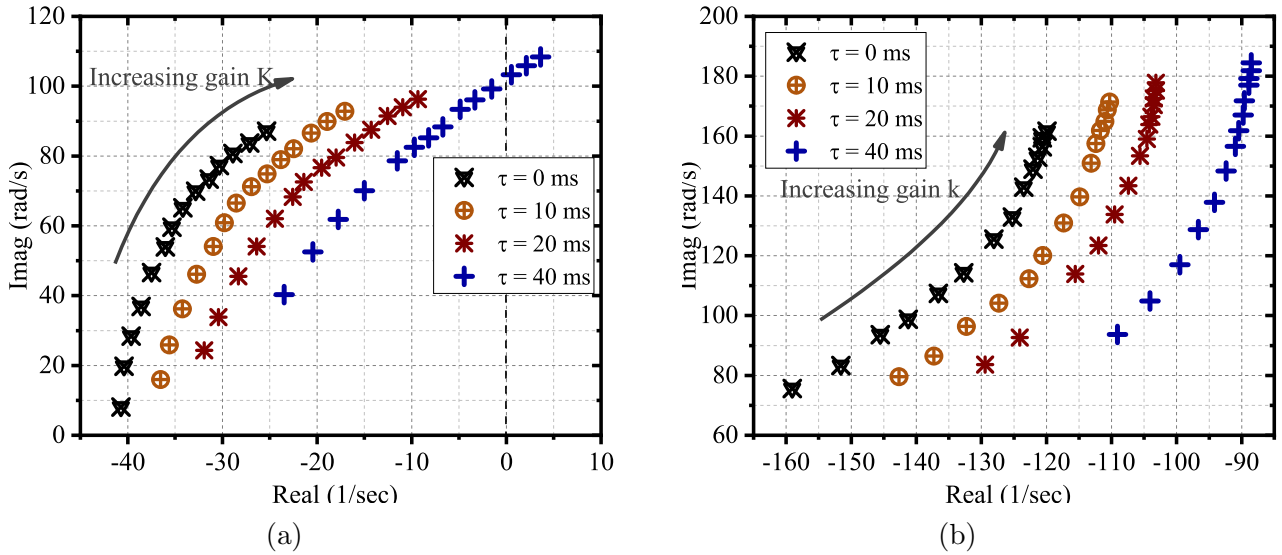 120
100
80
60
40
20
0
Imag (rad/s)
Increasing gain K
τ = 0 ms
τ = 10 ms
τ = 20 ms
τ = 40 ms
-40 -30 -20 -10 0 10
Real (1/sec)
(a)
200
180
160
140
120
100
80
60
Imag (rad/s)
τ = 0 ms
τ = 10 ms
τ = 20 ms
τ = 40 ms
Increasing gain k
-160 -150 -140 -130 -120 -110 -100 -90
Real (1/sec)
(b)